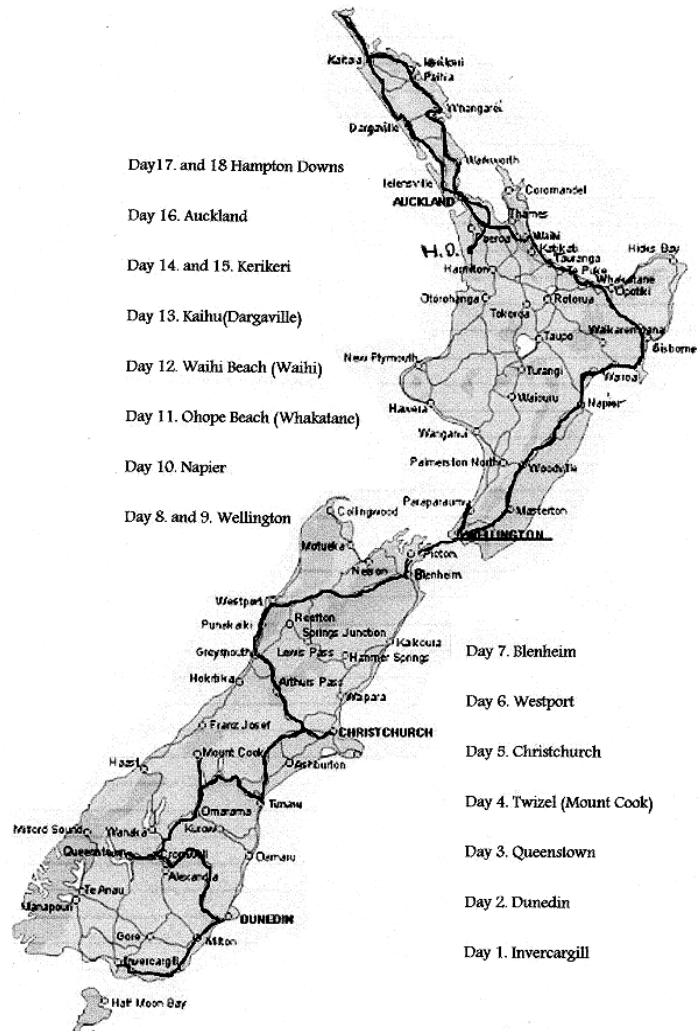 Kaitaia
Kerikeri
Paihia
Whangarei
Dargaville
Warkworth
Day17. and 18 Hampton Downs
Helensville
AUCKLAND
Coromandel
Thames
Day 16. Auckland
Waihi
H.D.
Katikati
Tauranga
Te Puke
Hicks Bay
Day 14. and 15. Kerikeri
Hamilton
Whakatane
Opotiki
Otorohanga
Rotorua
Tokoroa
Day 13. Kaihu(Dargaville)
Taupo
Waikaremoana
Gisborne
New Plymouth
Day 12. Waihi Beach (Waihi)
Turangi
Wairoa
Hawera
Waiouru
Napier
Day 11. Ohope Beach (Whakatane)
Wanganui
Palmerston North
Woodville
Day 10. Napier
Paraparaumu
Masterton
Day 8. and 9. Wellington
Collingwood
WELLINGTON
Motueka
Picton
Nelson
Blenheim
Westport
Punakaiki
Reefton
Springs Junction
Kaikoura
Greymouth
Lewis Pass
Hanmer Springs
Day 7. Blenheim
Hokitika
Arthurs Pass
Waipara
Day 6. Westport
Franz Josef
CHRISTCHURCH
Mount Cook
Day 5. Christchurch
Haast
Ashburton
Day 4. Twizel (Mount Cook)
Timaru
Omarama
Milford Sound
Wanaka
Kurow
Queenstown
Cromwell
Oamaru
Day 3. Queenstown
Alexandra
Te Anau
Manapouri
Day 2. Dunedin
DUNEDIN
Gore
Milton
Day 1. Invercargill
Invercargill
Half Moon Bay